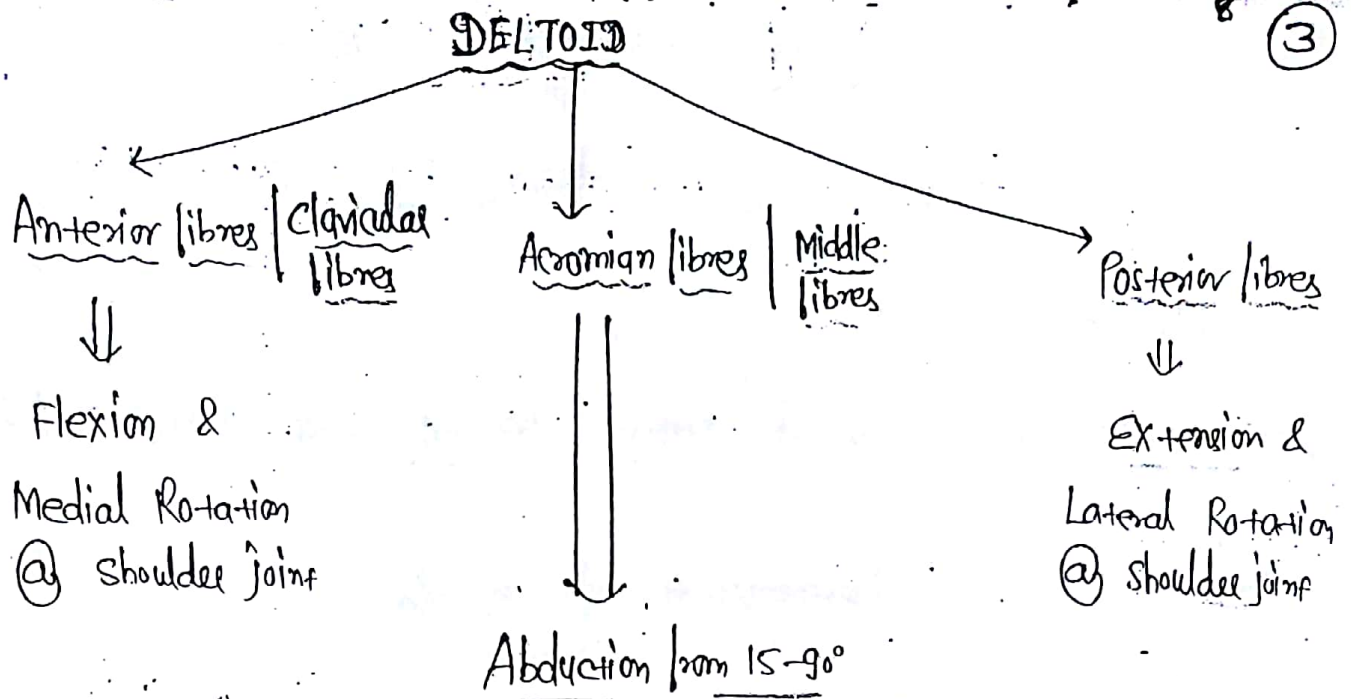 8
3
DELTOID
Anterior fibres | Clavicular fibres
Acromian fibres | Middle fibres
Posterior fibres
Flexion &
Medial Rotation
@ shoulder joint
Extension &
Lateral Rotation
@ shoulder joint
Abduction from 15-90°